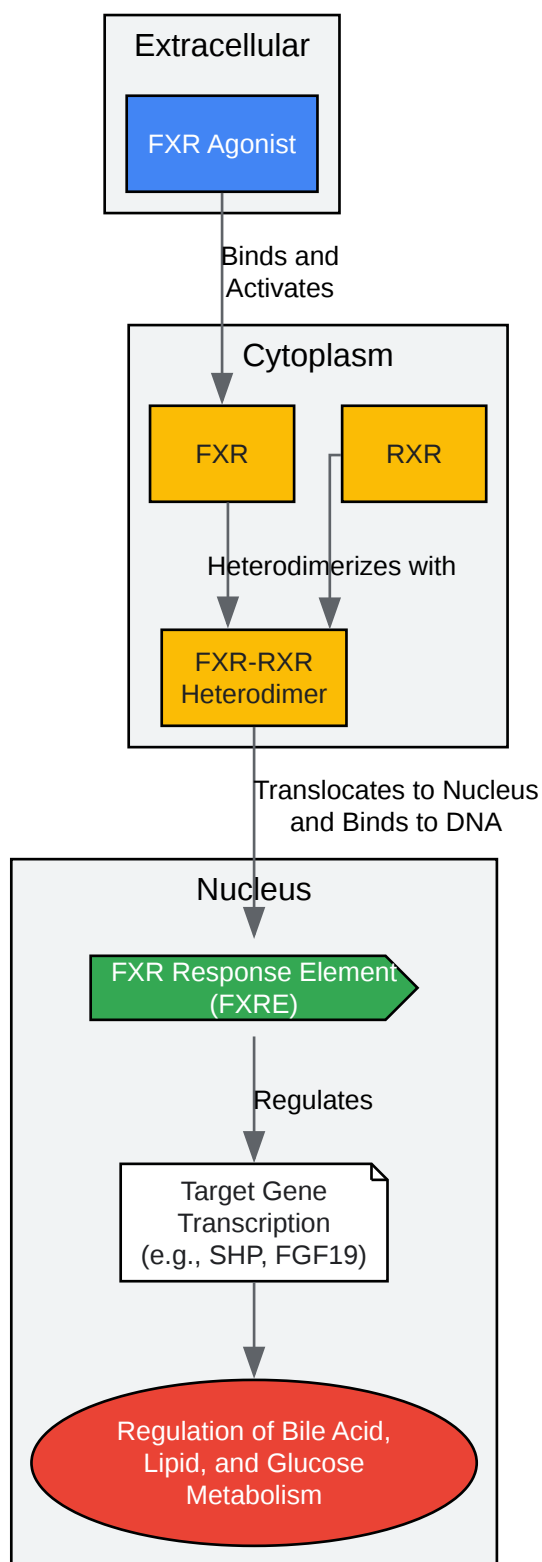 Extracellular
FXR Agonist
Binds and
Activates
Cytoplasm
FXR
RXR
Heterodimerizes with
FXR-RXR
Heterodimer
Translocates to Nucleus
and Binds to DNA
Nucleus
FXR Response Element
(FXRE)
Regulates
Target Gene
Transcription
(e.g., SHP, FGF19)
Regulation of Bile Acid,
Lipid, and Glucose
Metabolism